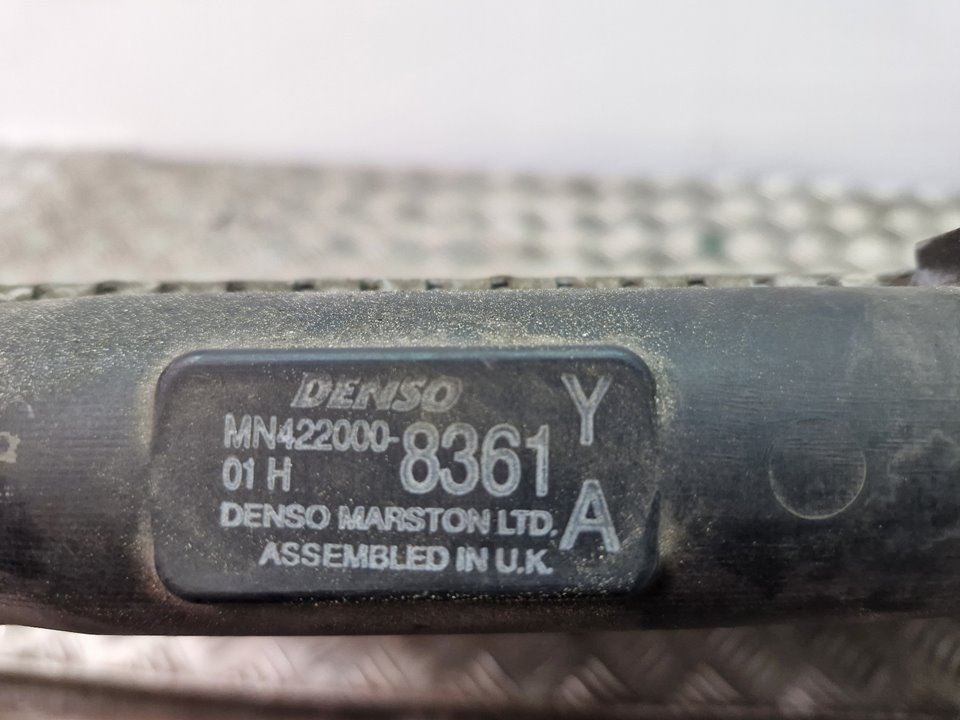 DENSO
MN422000-8361
01 H
Y
A
DENSO MARSTON LTD.
ASSEMBLED IN U.K.